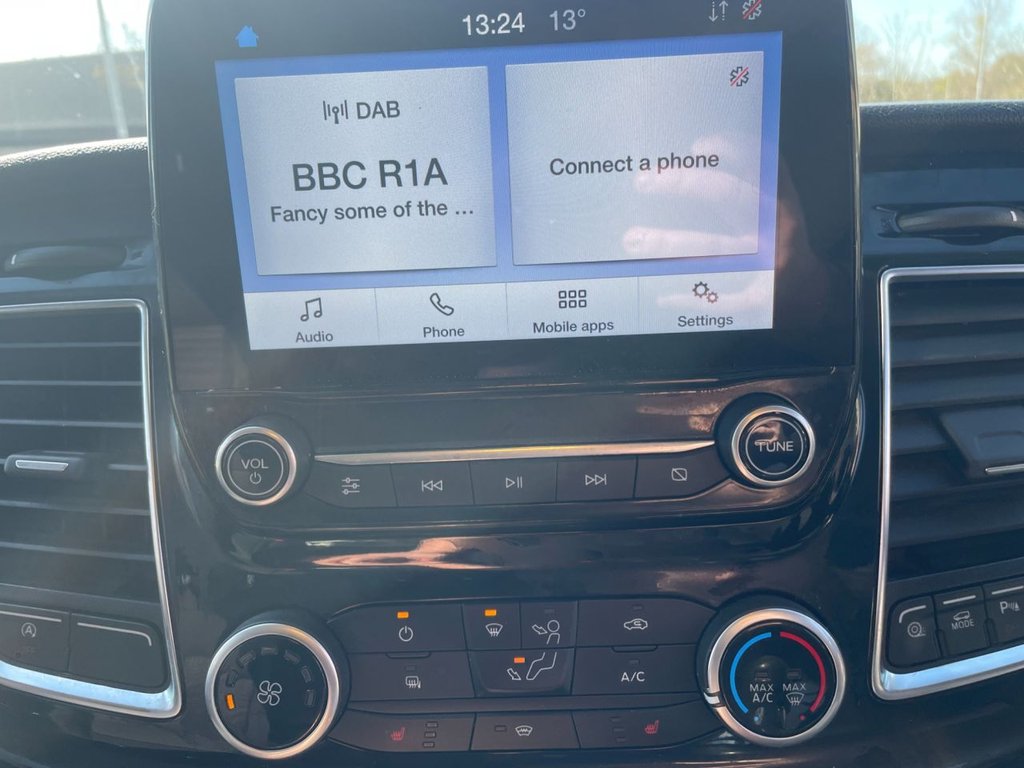 13:24 13°
DAB
BBC R1A
Fancy some of the ...
Connect a phone
Audio
Phone
Mobile apps
Settings
VOL
TUNE
A
OFF
MODE
P
A/C
MAX
A/C
MAX